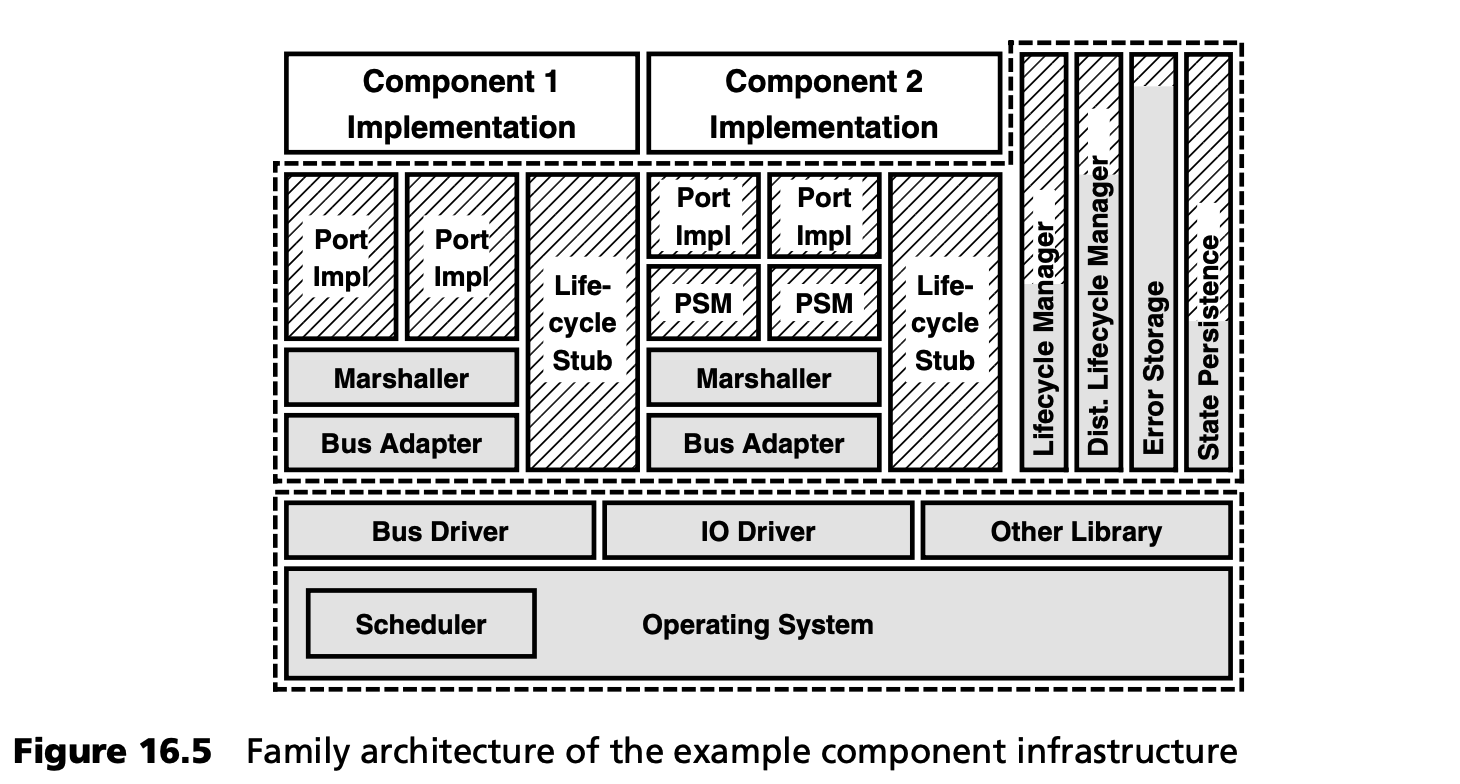 Component 1
Implementation
Component 2
Implementation
Port
Impl
Port
Impl
Life-
cycle
Stub
Port
Impl
Port
Impl
PSM
PSM
Life-
cycle
Stub
Marshaller
Marshaller
Bus Adapter
Bus Adapter
Lifecycle Manager
Dist. Lifecycle Manager
Error Storage
State Persistence
Bus Driver
IO Driver
Other Library
Scheduler
Operating System
Figure 16.5 Family architecture of the example component infrastructure